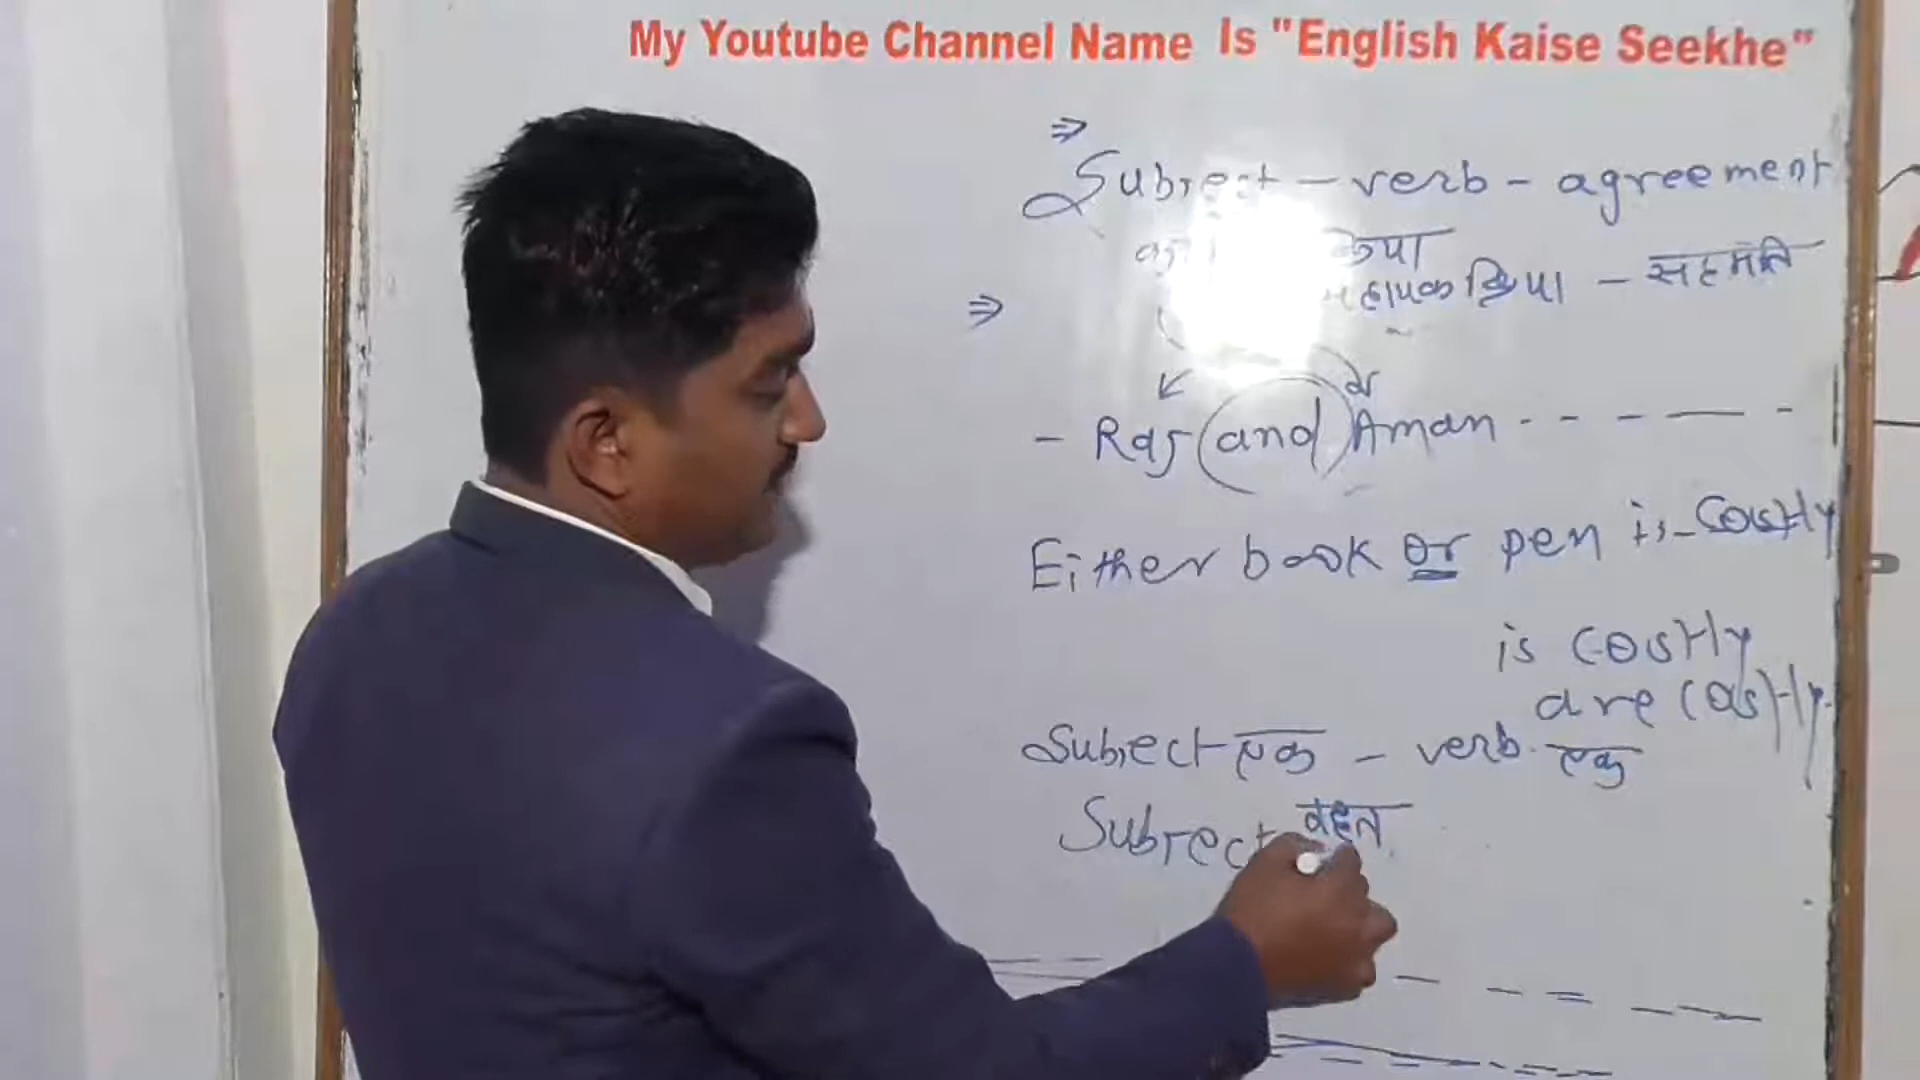 My Youtube Channel Name Is "English Kaise Seekhe"
⇒
Subject - verb - agreement
क्रिया
⇒ सहायक क्रिया - सहमति
- Raj and Aman - - - - -
Either book or pen is costly
is costly
are costly.
Subject एक - verb. एक
Subject बहुत